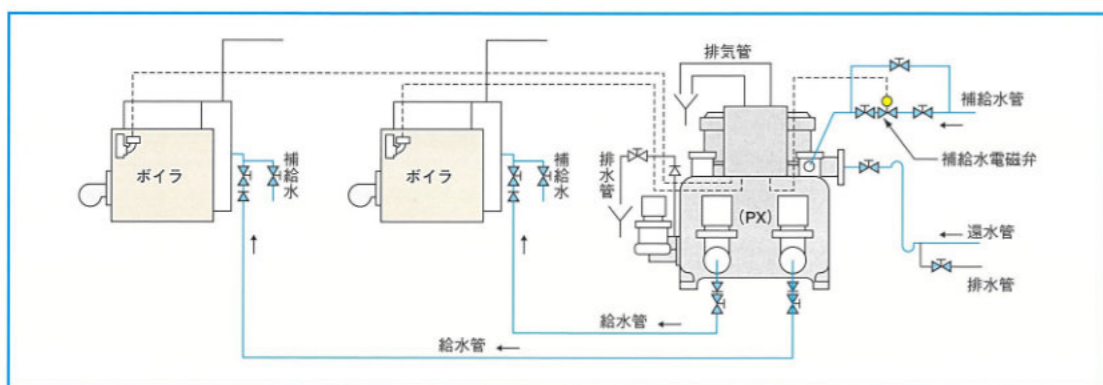 排気管
補給水管
補給水電磁弁
ボイラ
補給水
ボイラ
補給水
排水管
(PX)
還水管
排水管
給水管
給水管